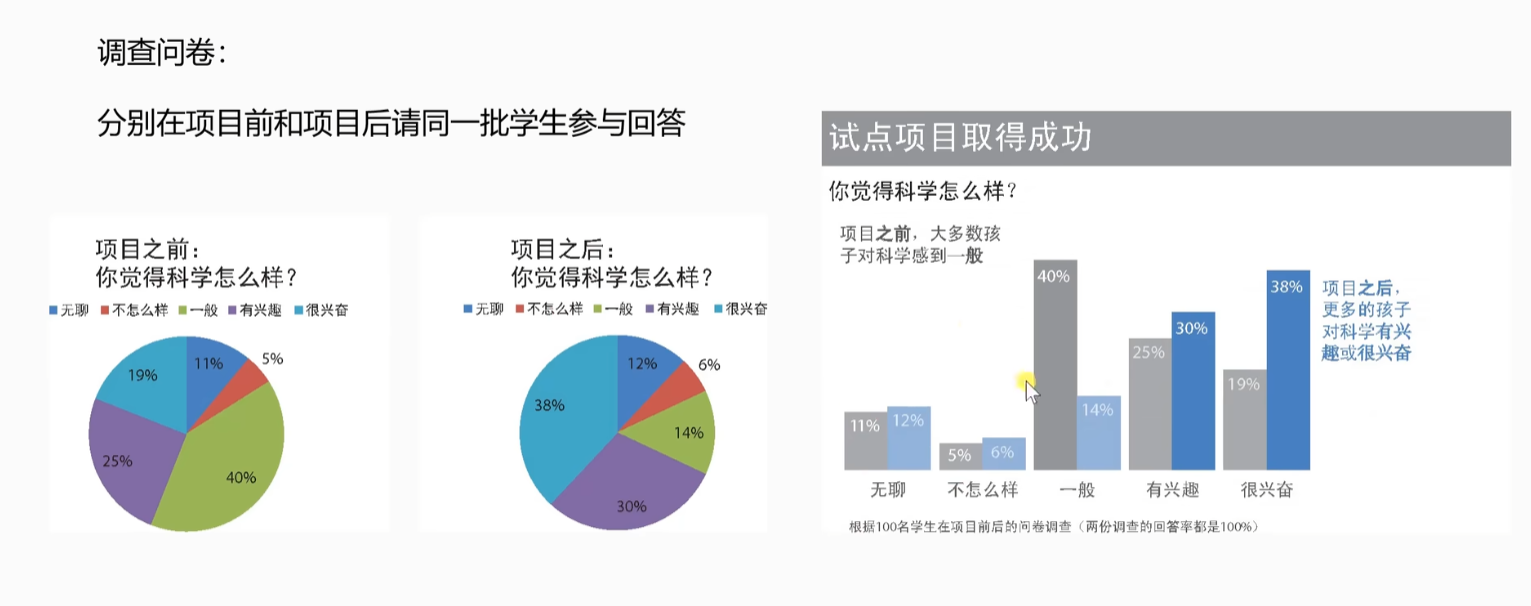 调查问卷：
分别在项目前和项目后请同一批学生参与回答
项目之前：
你觉得科学怎么样？
无聊 不怎么样 一般 有兴趣 很兴奋
11%
5%
40%
25%
19%
项目之后：
你觉得科学怎么样？
无聊 不怎么样 一般 有兴趣 很兴奋
12%
6%
14%
30%
38%
试点项目取得成功
你觉得科学怎么样？
项目之前，大多数孩
子对科学感到一般
11% 12%
5% 6%
40% 14%
25% 30%
19% 38%
项目之后，
更多的孩子
对科学有兴
趣或很兴奋
无聊 不怎么样 一般 有兴趣 很兴奋
根据100名学生在项目前后的问卷调查（两份调查的回答率都是100%）